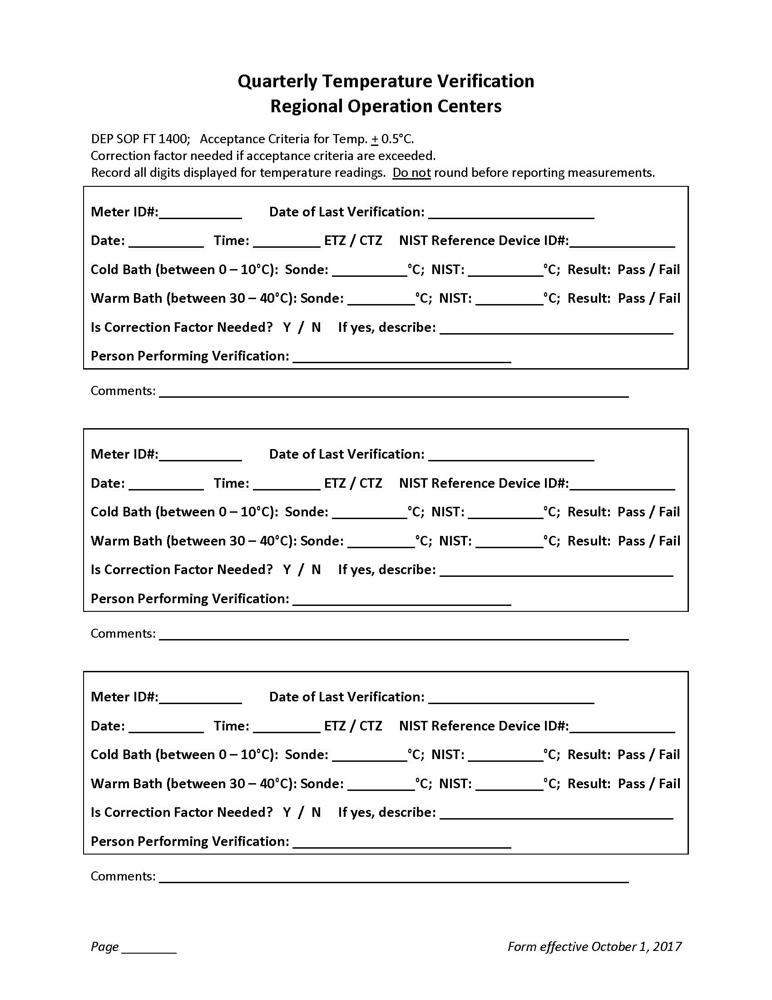 Quarterly Temperature Verification
Regional Operation Centers
DEP SOP FT 1400;   Acceptance Criteria for Temp. ± 0.5°C.
Correction factor needed if acceptance criteria are exceeded.
Record all digits displayed for temperature readings.  Do not round before reporting measurements.
Meter ID#:___________   Date of Last Verification: ______________________
Date: __________   Time: _________ ETZ / CTZ   NIST Reference Device ID#:______________
Cold Bath (between 0 – 10°C):  Sonde: __________°C;  NIST: __________°C;  Result:  Pass / Fail
Warm Bath (between 30 – 40°C): Sonde: _________°C;  NIST: _________°C;  Result:  Pass / Fail
Is Correction Factor Needed?   Y  /  N   If yes, describe: _______________________________
Person Performing Verification: _____________________________
Comments: ______________________________________________________________
Meter ID#:___________   Date of Last Verification: ______________________
Date: __________   Time: _________ ETZ / CTZ   NIST Reference Device ID#:______________
Cold Bath (between 0 – 10°C):  Sonde: __________°C;  NIST: __________°C;  Result:  Pass / Fail
Warm Bath (between 30 – 40°C): Sonde: _________°C;  NIST: _________°C;  Result:  Pass / Fail
Is Correction Factor Needed?   Y  /  N   If yes, describe: _______________________________
Person Performing Verification: _____________________________
Comments: ______________________________________________________________
Meter ID#:___________   Date of Last Verification: ______________________
Date: __________   Time: _________ ETZ / CTZ   NIST Reference Device ID#:______________
Cold Bath (between 0 – 10°C):  Sonde: __________°C;  NIST: __________°C;  Result:  Pass / Fail
Warm Bath (between 30 – 40°C): Sonde: _________°C;  NIST: _________°C;  Result:  Pass / Fail
Is Correction Factor Needed?   Y  /  N   If yes, describe: _______________________________
Person Performing Verification: _____________________________
Comments: ______________________________________________________________
Page ________   Form effective October 1, 2017